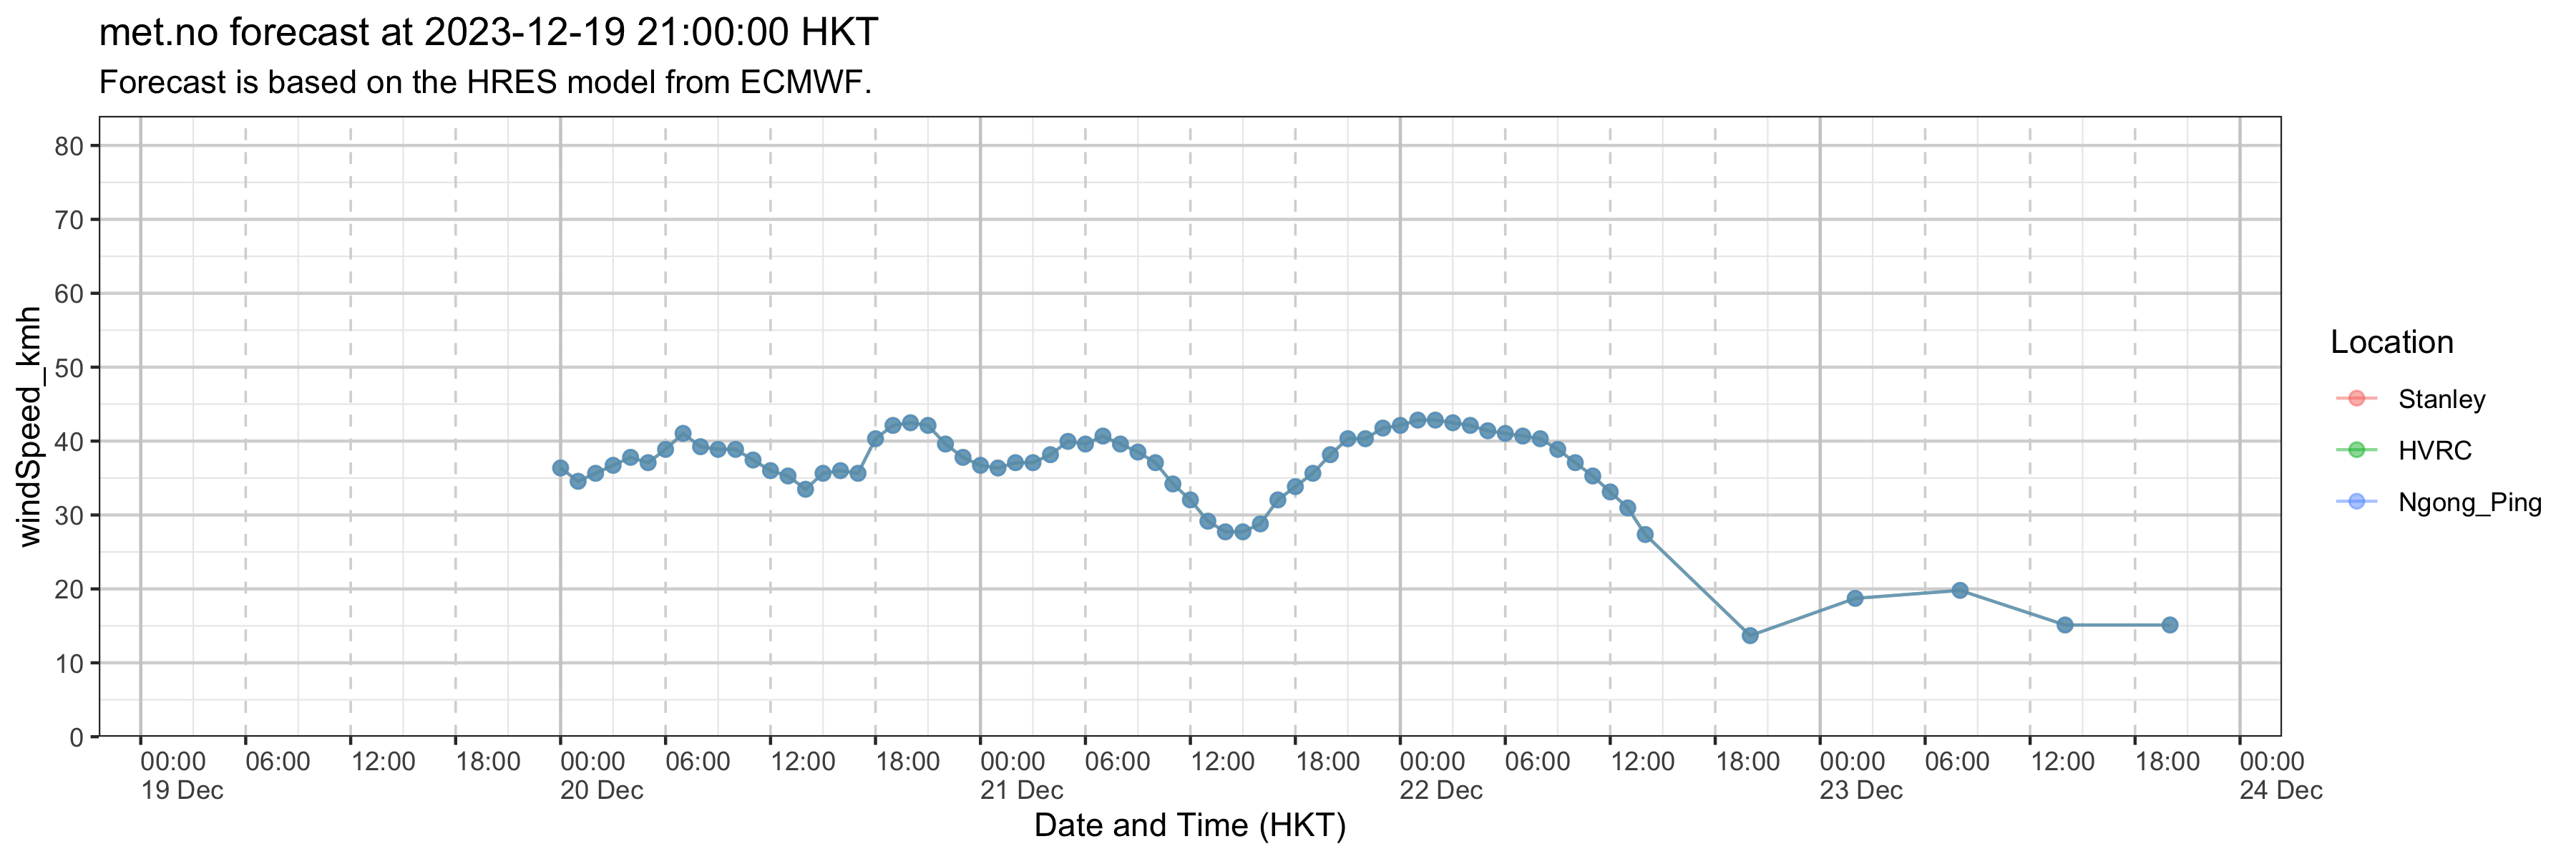 met.no forecast at 2023-12-19 21:00:00 HKT
Forecast is based on the HRES model from ECMWF.
windSpeed_kmh
80
70
60
50
40
30
20
10
0
00:00 06:00 12:00 18:00 00:00 06:00 12:00 18:00 00:00 06:00 12:00 18:00 00:00 06:00 12:00 18:00 00:00 06:00 12:00 18:00 00:00
19 Dec 20 Dec 21 Dec 22 Dec 23 Dec 24 Dec
Date and Time (HKT)
Location
Stanley
HVRC
Ngong_Ping